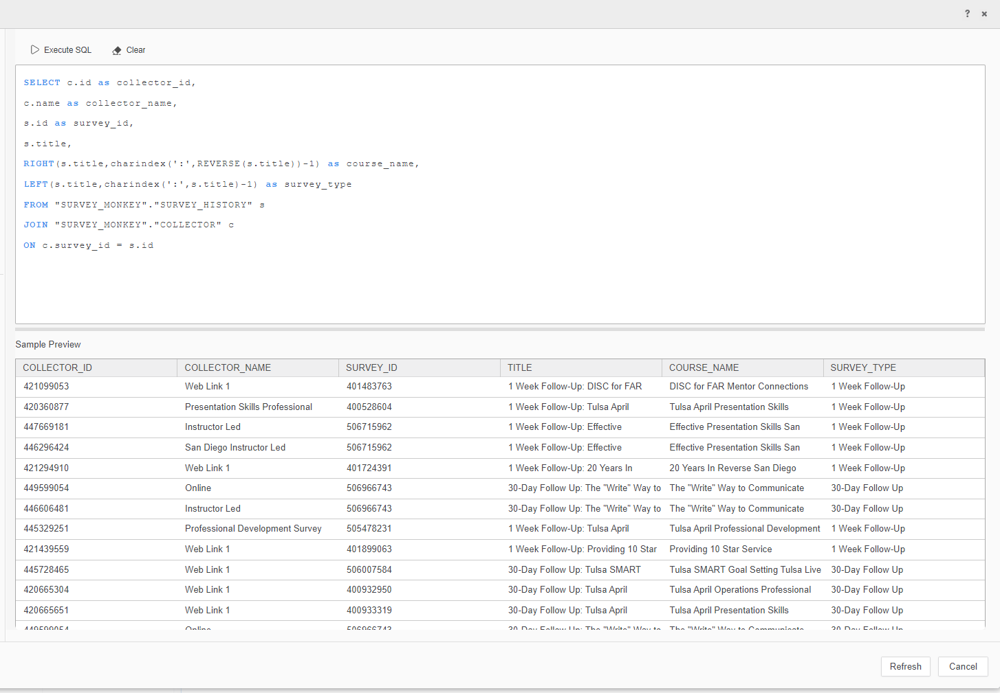 ? ×
Execute SQL Clear
SELECT c.id as collector_id,
c.name as collector_name,
s.id as survey_id,
s.title,
RIGHT(s.title,charindex(':',REVERSE(s.title))-1) as course_name,
LEFT(s.title,charindex(':',s.title)-1) as survey_type
FROM "SURVEY_MONKEY"."SURVEY_HISTORY" s
JOIN "SURVEY_MONKEY"."COLLECTOR" c
ON c.survey_id = s.id
Sample Preview
COLLECTOR_ID COLLECTOR_NAME SURVEY_ID TITLE COURSE_NAME SURVEY_TYPE
421099053 Web Link 1 401483763 1 Week Follow-Up: DISC for FAR DISC for FAR Mentor Connections 1 Week Follow-Up
420360877 Presentation Skills Professional 400528604 1 Week Follow-Up: Tulsa April Tulsa April Presentation Skills 1 Week Follow-Up
447669181 Instructor Led 506715962 1 Week Follow-Up: Effective Effective Presentation Skills San 1 Week Follow-Up
446296424 San Diego Instructor Led 506715962 1 Week Follow-Up: Effective Effective Presentation Skills San 1 Week Follow-Up
421294910 Web Link 1 401724391 1 Week Follow-Up: 20 Years In 20 Years In Reverse San Diego 1 Week Follow-Up
449599054 Online 506966743 30-Day Follow Up: The "Write" Way to The "Write" Way to Communicate 30-Day Follow Up
446606481 Instructor Led 506966743 30-Day Follow Up: The "Write" Way to The "Write" Way to Communicate 30-Day Follow Up
445329251 Professional Development Survey 505478231 1 Week Follow-Up: Tulsa April Tulsa April Professional Development 1 Week Follow-Up
421439559 Web Link 1 401899063 1 Week Follow-Up: Providing 10 Star Providing 10 Star Service 1 Week Follow-Up
445728465 Web Link 1 506007584 30-Day Follow Up: Tulsa SMART Tulsa SMART Goal Setting Tulsa Live 30-Day Follow Up
420665304 Web Link 1 400932950 30-Day Follow Up: Tulsa April Tulsa April Operations Professional 30-Day Follow Up
420665651 Web Link 1 400933319 30-Day Follow Up: Tulsa April Tulsa April Presentation Skills 30-Day Follow Up
449599054 Online 506966743 30-Day Follow Up: The "Write" Way to The "Write" Way to Communicate 30-Day Follow Up
Refresh Cancel